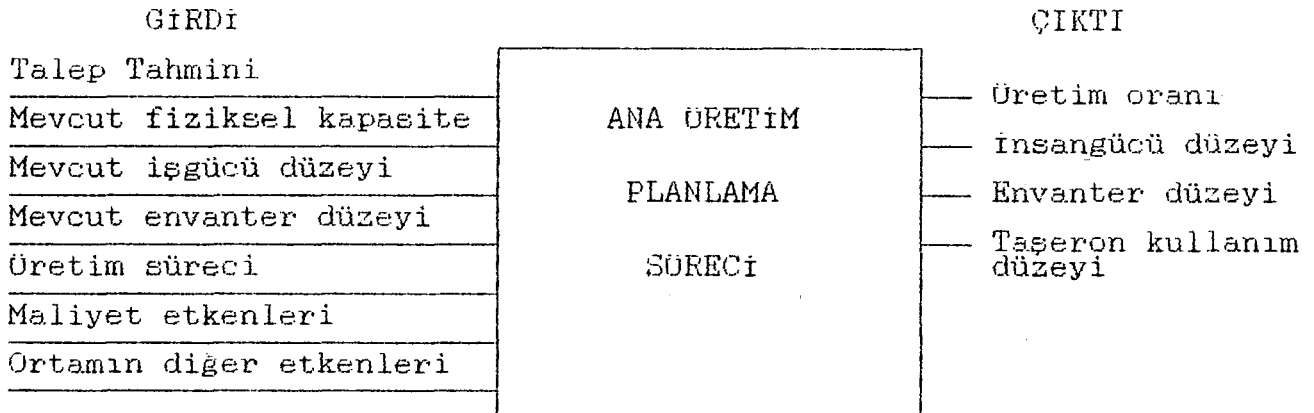 GİRDİ
ÇIKTI
Talep Tahmini
Mevcut fiziksel kapasite
Mevcut işgücü düzeyi
Mevcut envanter düzeyi
Üretim süreci
Maliyet etkenleri
Ortamın diğer etkenleri
ANA ÜRETİM
PLANLAMA
SÜRECİ
Üretim oranı
İnsangücü düzeyi
Envanter düzeyi
Taşeron kullanım
düzeyi